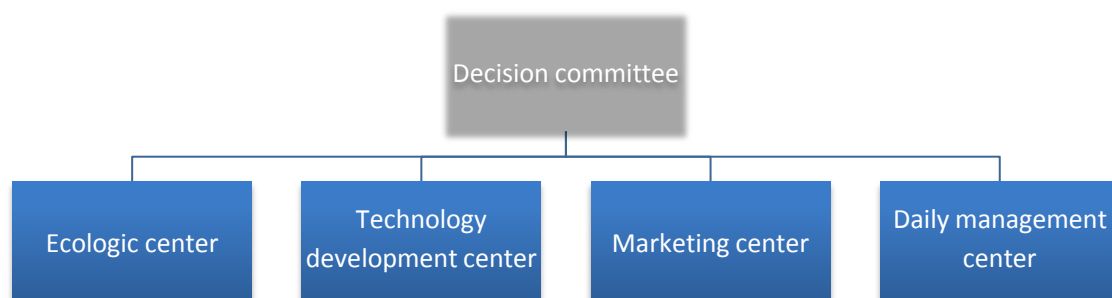 Decision committee
Ecologic center
Technology
development center
Marketing center
Daily management
center